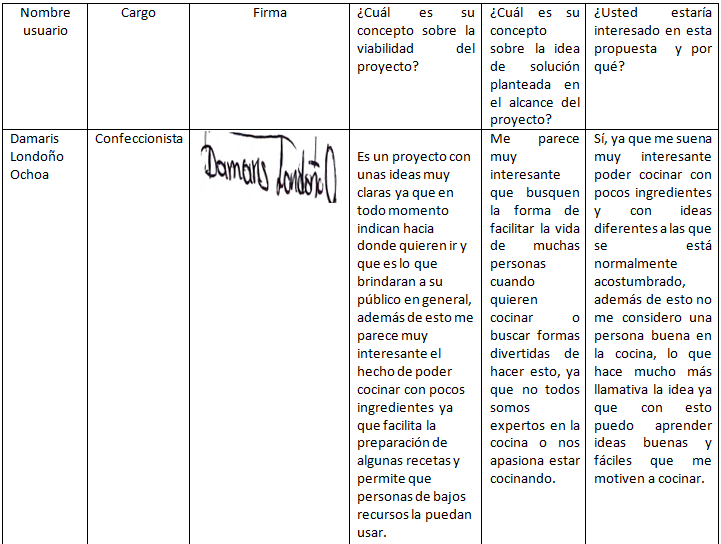 Nombre
usuario
Cargo
Firma
¿Cuál es su
concepto sobre la
viabilidad del
proyecto?
¿Cuál es su
concepto
sobre la idea
de solución
planteada en
el alcance del
proyecto?
¿Usted estaría
interesado en esta
propuesta y por
qué?
Damaris
Londoño
Ochoa
Confeccionista
Damaris Londoño
Es un proyecto con
unas ideas muy
claras ya que en
todo momento
indican hacia
donde quieren ir y
que es lo que
brindaran a su
público en general,
además de esto me
parece muy
interesante el
hecho de poder
cocinar con pocos
ingredientes ya
que facilita la
preparación de
algunas recetas y
permite que
personas de bajos
recursos la puedan
usar.
Me parece
muy
interesante
que busquen
la forma de
facilitar la vida
de muchas
personas
cuando
quieren
cocinar o
buscar formas
divertidas de
hacer esto, ya
que no todos
somos
expertos en la
cocina o nos
apasiona estar
cocinando.
Sí, ya que me suena
muy interesante
poder cocinar con
pocos ingredientes
y con ideas
diferentes a las que
se está
normalmente
acostumbrado,
además de esto no
me considero una
persona buena en
la cocina, lo que
hace mucho más
llamativa la idea ya
que con esto
puedo aprender
ideas buenas y
fáciles que me
motiven a cocinar.